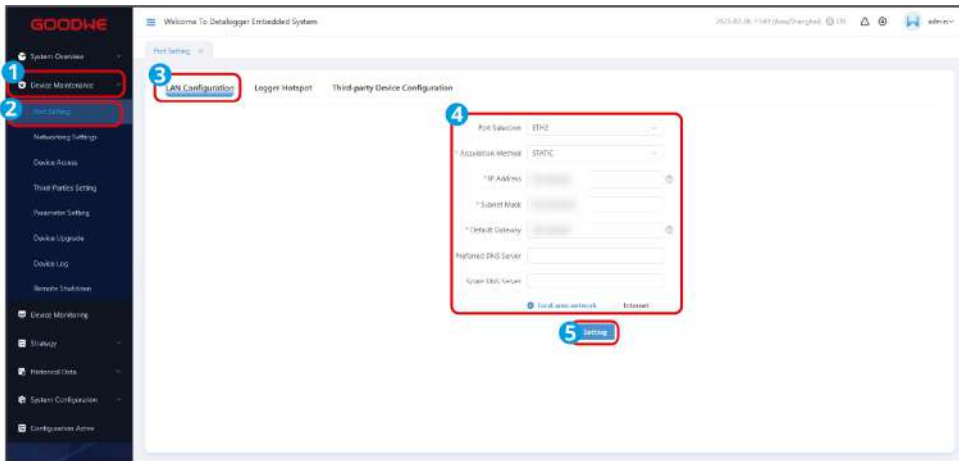 GOODWE
Welcome To Datalogger Embedded System
EN
System Overview
Port Setting
1
Device Maintenance
3
LAN Configuration
Logger Hotspot
Third-party Device Configuration
2
Port Setting
4
Port Selection
ETH2
Networking Settings
* Acquisition Method
STATIC
Device Access
* IP Address
Third Parties Setting
* Subnet Mask
Parameter Setting
* Default Gateway
Device Upgrade
Preferred DNS Server
Device Log
Spare DNS Server
Remote Shutdown
Local area network
Internet
Device Monitoring
5
Setting
Strategy
Historical Data
System Configuration